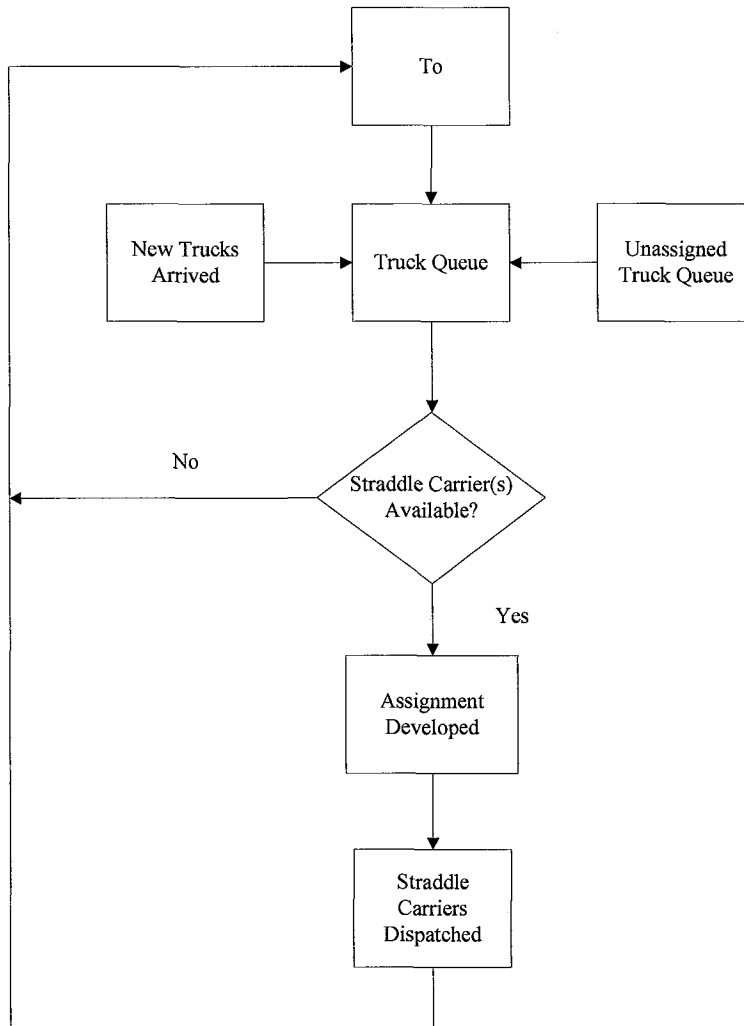 To
New Trucks
Arrived
Truck Queue
Unassigned
Truck Queue
No
Straddle Carrier(s)
Available?
Yes
Assignment
Developed
Straddle
Carriers
Dispatched